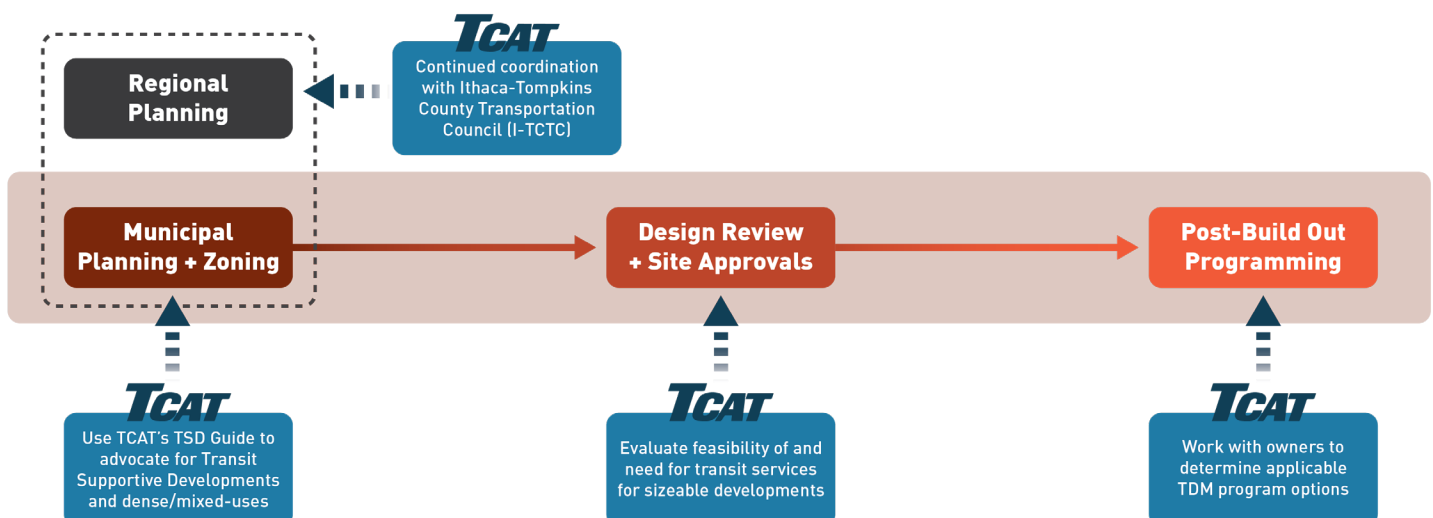 TCAT
Continued coordination
with Ithaca-Tompkins
County Transportation
Council (I-TCTC)
Regional
Planning
Municipal
Planning + Zoning
Design Review
+ Site Approvals
Post-Build Out
Programming
TCAT
Use TCAT's TSD Guide to
advocate for Transit
Supportive Developments
and dense/mixed-uses
TCAT
Evaluate feasibility of and
need for transit services
for sizeable developments
TCAT
Work with owners to
determine applicable
TDM program options